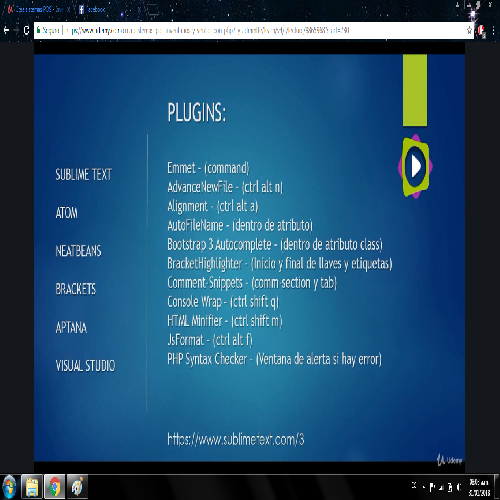 Facebook
Seguro
PLUGINS:
SUBLIME TEXT
ATOM
NEATBEANS
BRACKETS
APTANA
VISUAL STUDIO
Emmet - (command)
AdvanceNewFile - (ctrl alt n)
Alignment - (ctrl alt a)
AutoFileName - (dentro de atributo)
Bootstrap 3 Autocomplete - (dentro de atributo class)
BracketHighlighter - (Inicio y final de llaves y etiquetas)
Comment-Snippets - (comm-section y tab)
Console Wrap - (ctrl shift q)
HTML Minifier - (ctrl shift m)
JsFormat - (ctrl alt f)
PHP Syntax Checker - (Ventana de alerta si hay error)
https://www.sublimetext.com/3
Udemy